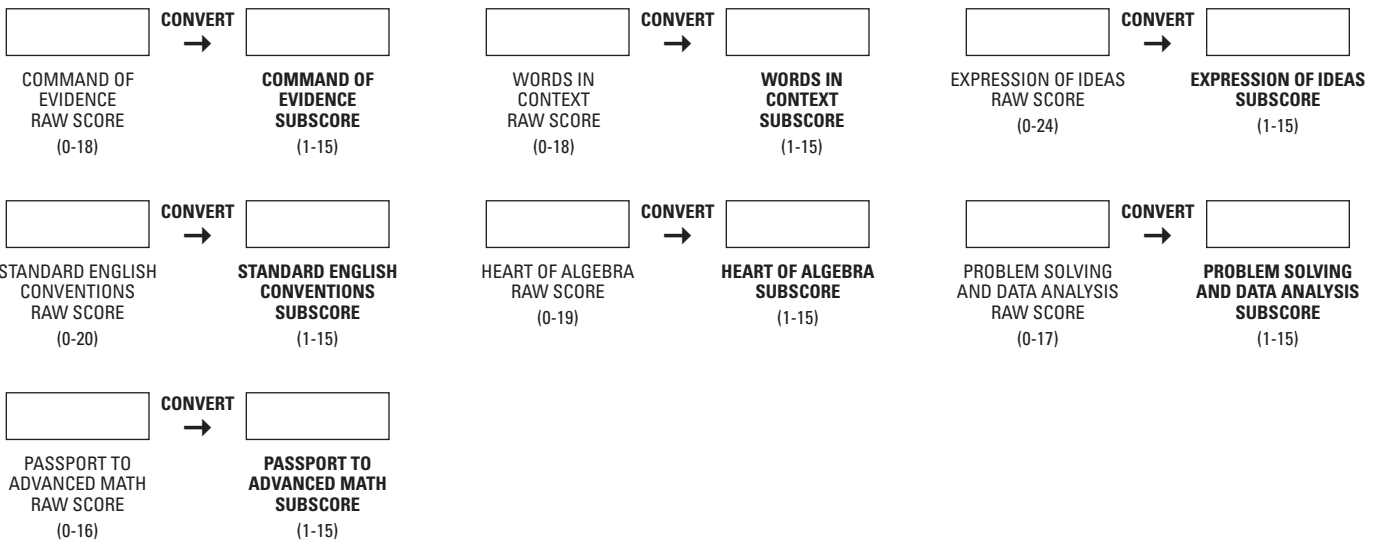 CONVERT
→
COMMAND OF
EVIDENCE
RAW SCORE
(0-18)
COMMAND OF
EVIDENCE
SUBSCORE
(1-15)
CONVERT
→
WORDS IN
CONTEXT
RAW SCORE
(0-18)
WORDS IN
CONTEXT
SUBSCORE
(1-15)
CONVERT
→
EXPRESSION OF IDEAS
RAW SCORE
(0-24)
EXPRESSION OF IDEAS
SUBSCORE
(1-15)
CONVERT
→
STANDARD ENGLISH
CONVENTIONS
RAW SCORE
(0-20)
STANDARD ENGLISH
CONVENTIONS
SUBSCORE
(1-15)
CONVERT
→
HEART OF ALGEBRA
RAW SCORE
(0-19)
HEART OF ALGEBRA
SUBSCORE
(1-15)
CONVERT
→
PROBLEM SOLVING
AND DATA ANALYSIS
RAW SCORE
(0-17)
PROBLEM SOLVING
AND DATA ANALYSIS
SUBSCORE
(1-15)
CONVERT
→
PASSPORT TO
ADVANCED MATH
RAW SCORE
(0-16)
PASSPORT TO
ADVANCED MATH
SUBSCORE
(1-15)